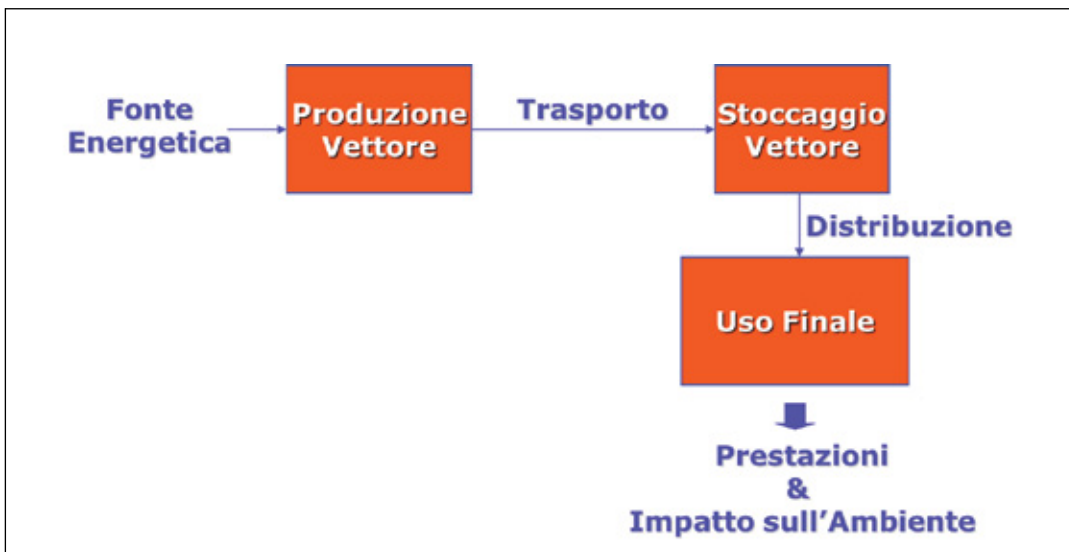 Fonte
Energetica
Produzione
Vettore
Trasporto
Stoccaggio
Vettore
Distribuzione
Uso Finale
Prestazioni
&
Impatto sull'Ambiente